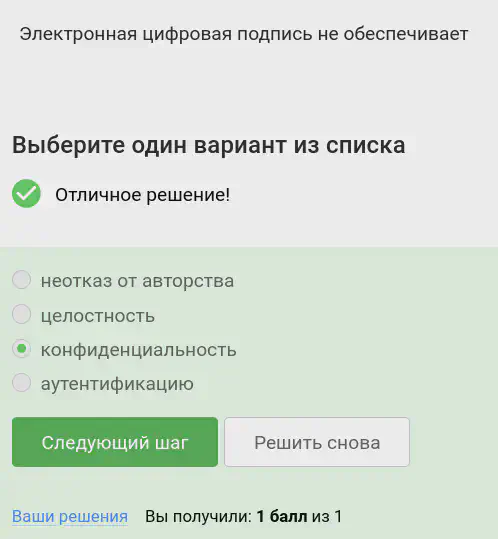 Электронная цифровая подпись не обеспечивает
Выберите один вариант из списка
Отличное решение!
неотказ от авторства
целостность
конфиденциальность
аутентификацию
Следующий шаг Решить снова
Ваши решения Вы получили: 1 балл из 1